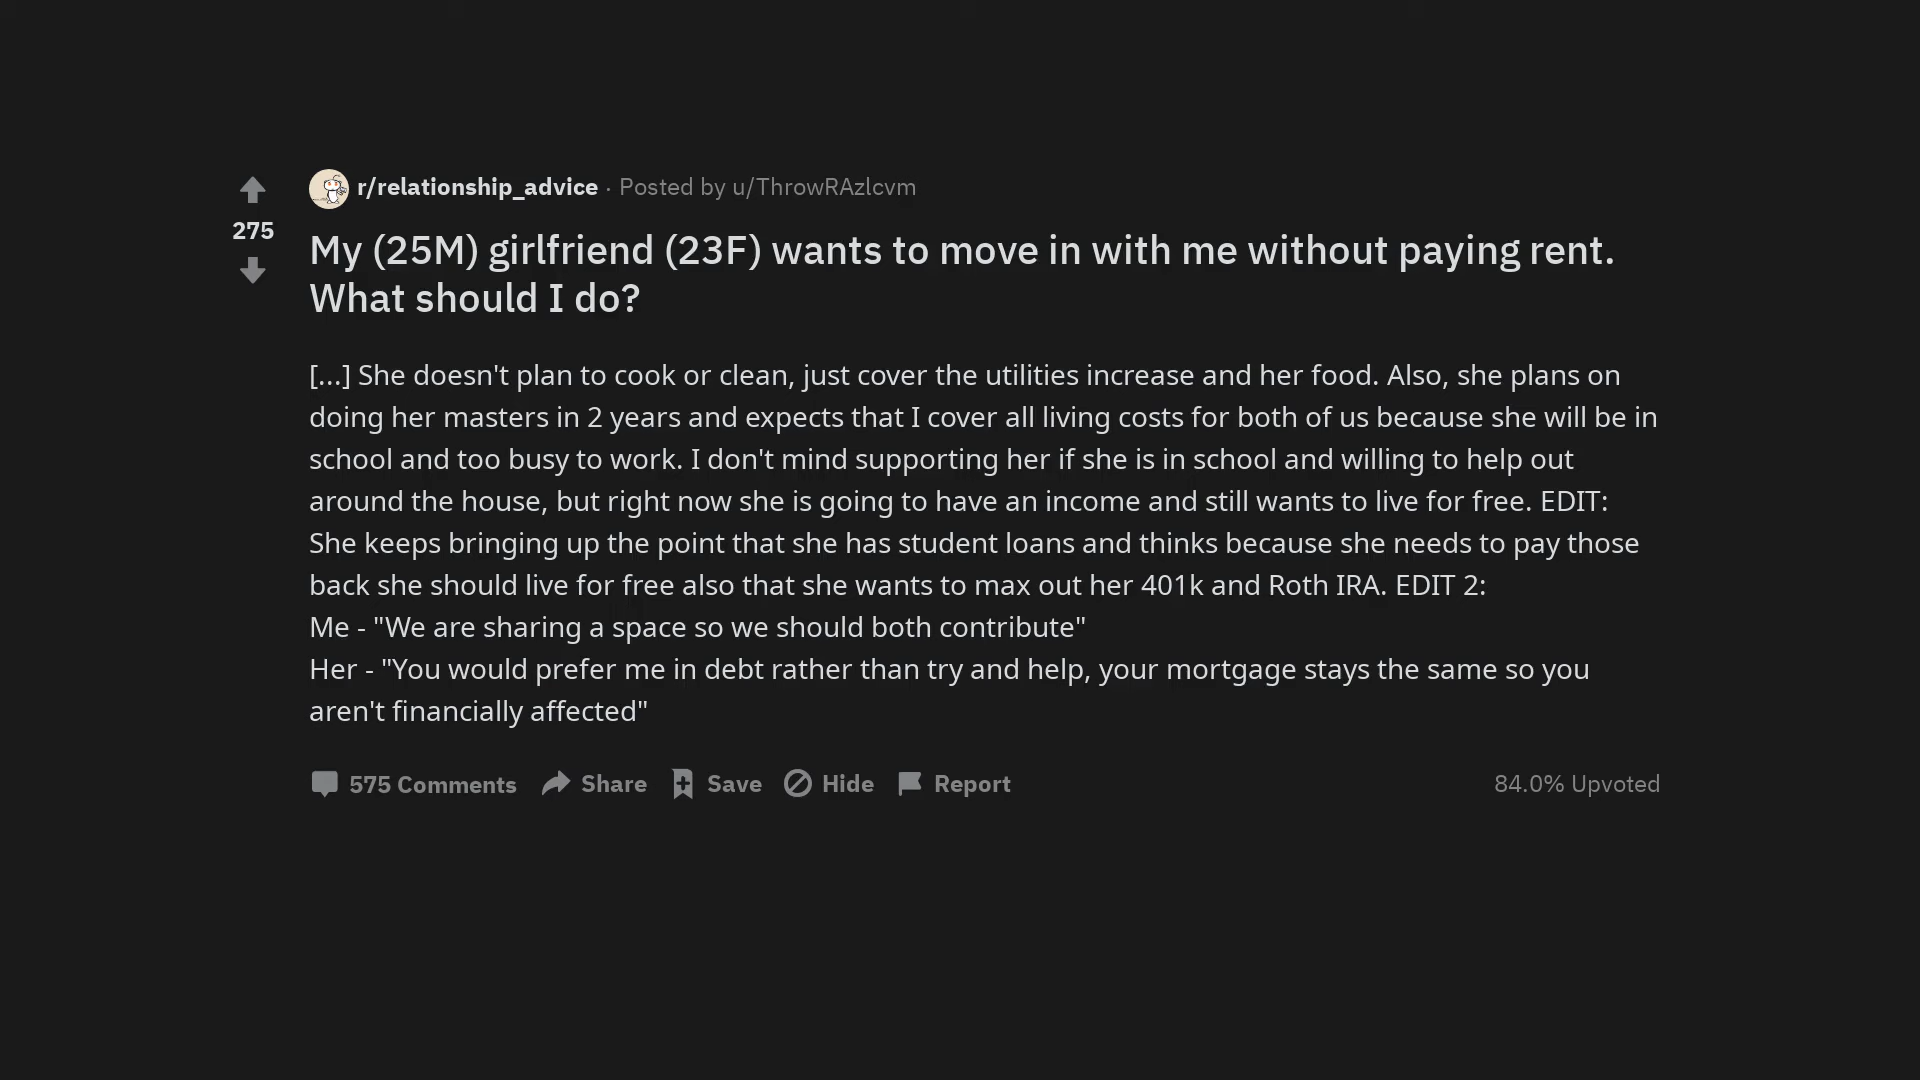 r/relationship_advice · Posted by u/ThrowRAzlcvm
275
My (25M) girlfriend (23F) wants to move in with me without paying rent.
What should I do?
[...] She doesn't plan to cook or clean, just cover the utilities increase and her food. Also, she plans on
doing her masters in 2 years and expects that I cover all living costs for both of us because she will be in
school and too busy to work. I don't mind supporting her if she is in school and willing to help out
around the house, but right now she is going to have an income and still wants to live for free. EDIT:
She keeps bringing up the point that she has student loans and thinks because she needs to pay those
back she should live for free also that she wants to max out her 401k and Roth IRA. EDIT 2:
Me - "We are sharing a space so we should both contribute"
Her - "You would prefer me in debt rather than try and help, your mortgage stays the same so you
aren't financially affected"
575 Comments Share Save Hide Report 84.0% Upvoted